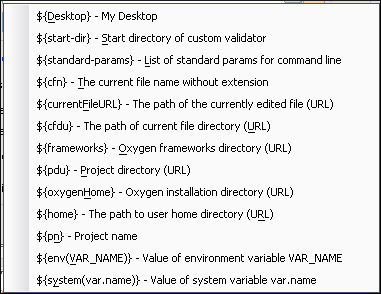 ${Desktop} - My Desktop
${start-dir} - Start directory of custom validator
${standard-params} - List of standard params for command line
${cfn} - The current file name without extension
${currentFileURL} - The path of the currently edited file (URL)
${cfdu} - The path of current file directory (URL)
${frameworks} - Oxygen frameworks directory (URL)
${pdu} - Project directory (URL)
${oxygenHome} - Oxygen installation directory (URL)
${home} - The path to user home directory (URL)
${pn} - Project name
${env(VAR_NAME)} - Value of environment variable VAR_NAME
${system(var.name)} - Value of system variable var.name